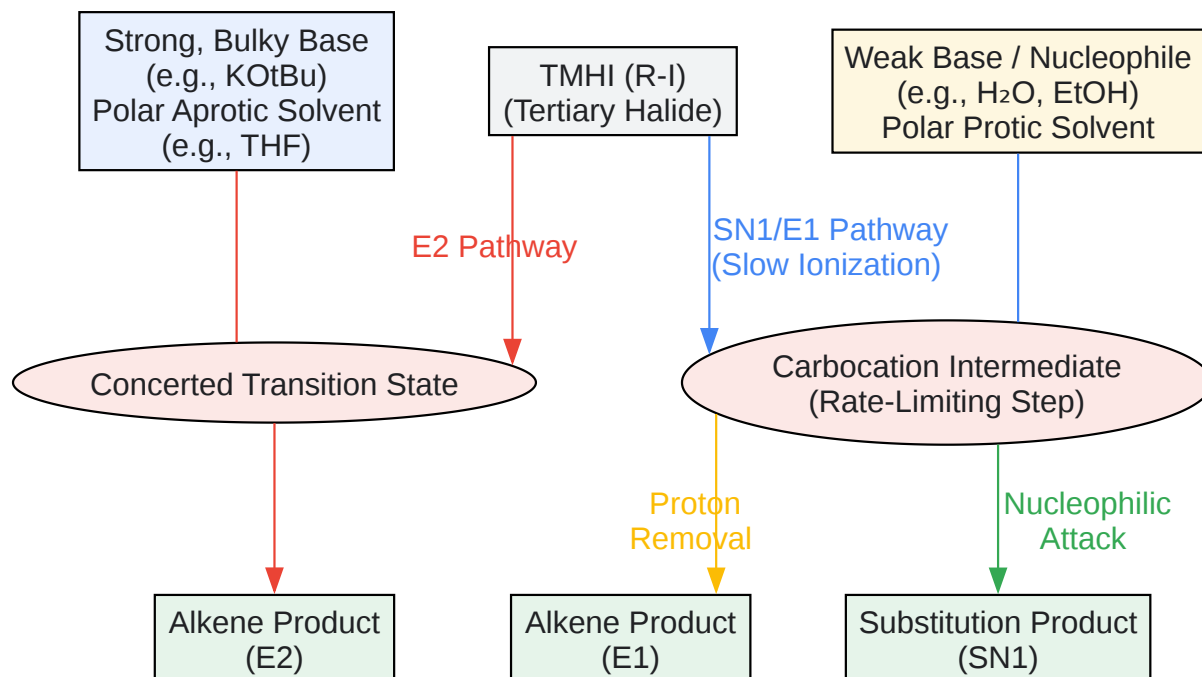 Strong, Bulky Base
(e.g., KOtBu)
Polar Aprotic Solvent
(e.g., THF)
TMHI (R-I)
(Tertiary Halide)
Weak Base / Nucleophile
(e.g., H₂O, EtOH)
Polar Protic Solvent
E2 Pathway
SN1/E1 Pathway
(Slow Ionization)
Concerted Transition State
Carbocation Intermediate
(Rate-Limiting Step)
Proton
Removal
Nucleophilic
Attack
Alkene Product
(E2)
Alkene Product
(E1)
Substitution Product
(SN1)